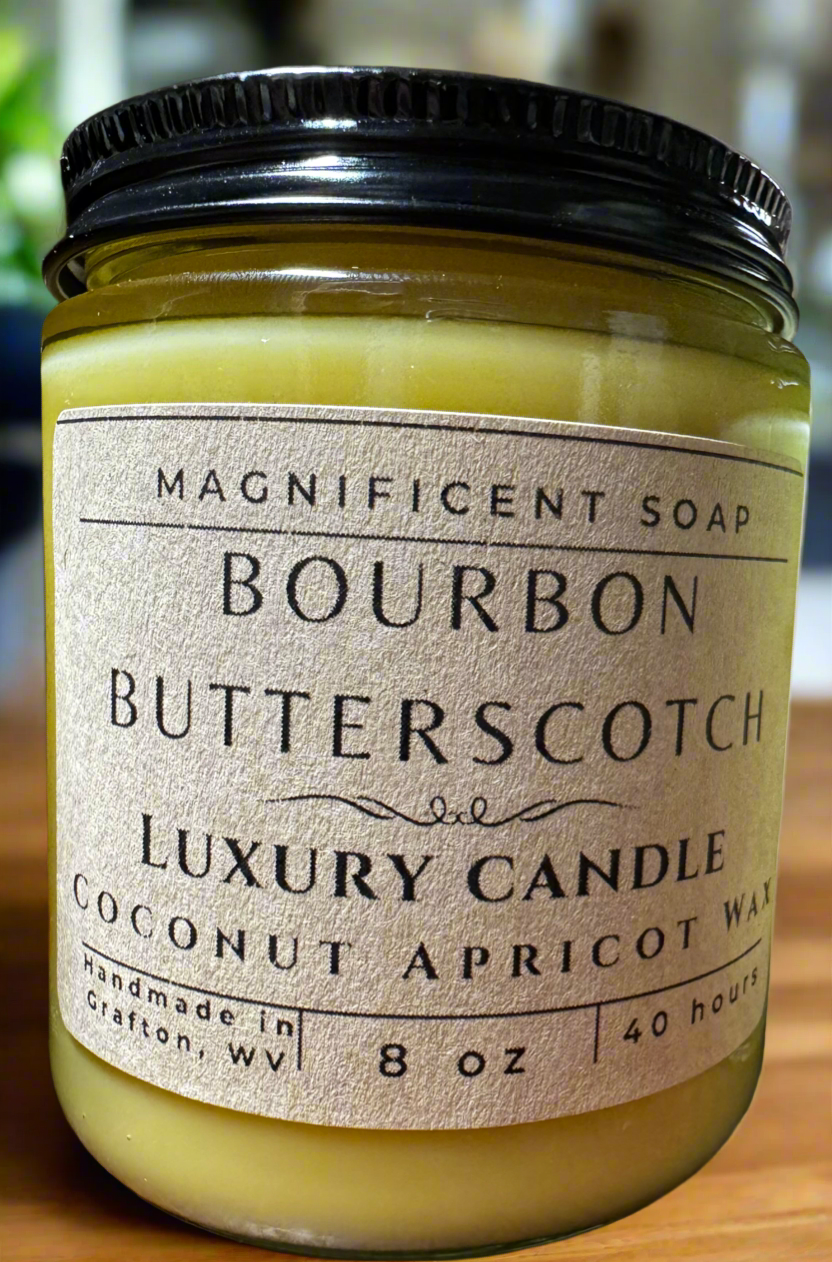 MAGNIFICENT SOAP
BOURBON
BUTTERSCOTCH
LUXURY CANDLE
COCONUT APRICOT WAX
Handmade in
Grafton, WV
8 oz
40 hours